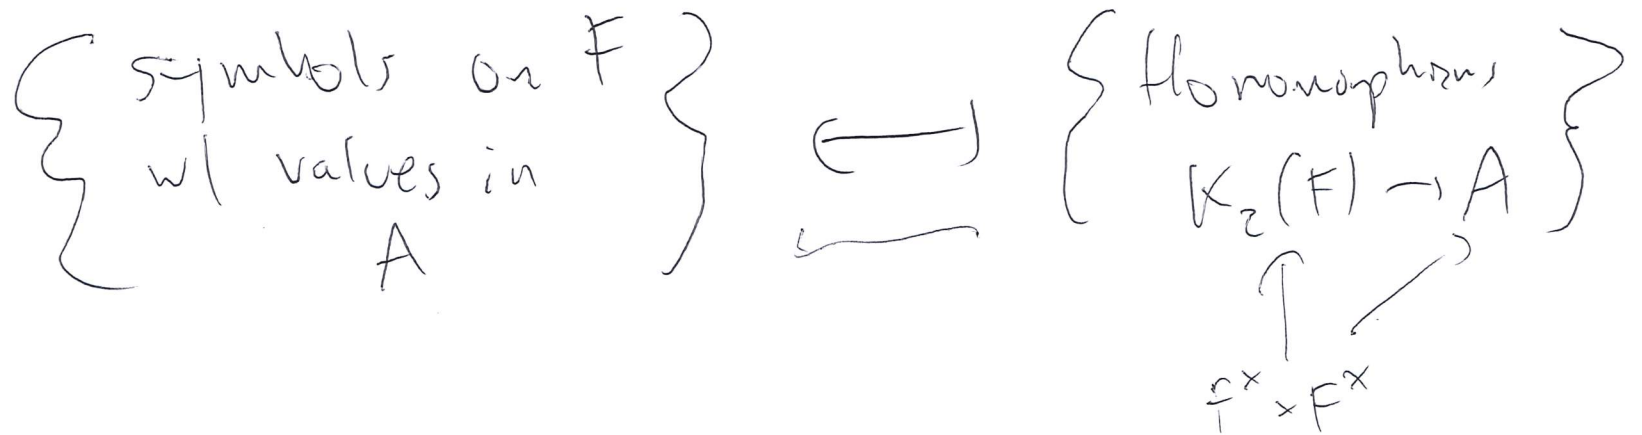 { symbols on F
w/ values in
A } ⟷ { Homomorphisms
K₂(F) → A }
F^× × F^×